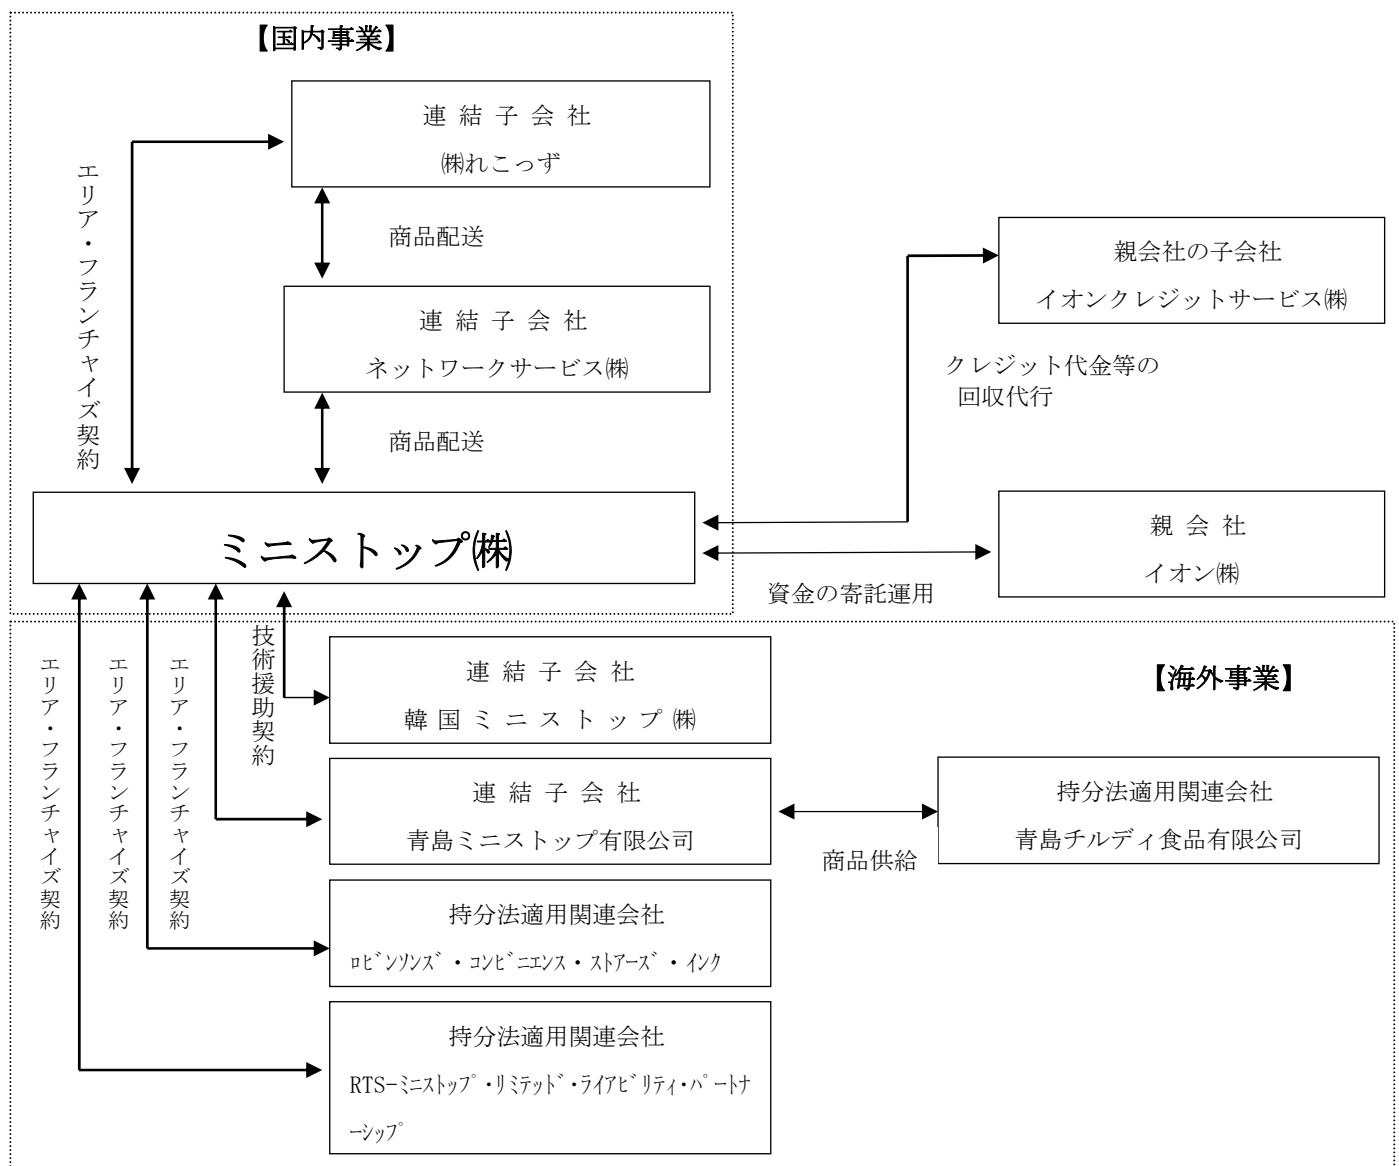 【国内事業】
連結子会社
㈱れこっず
エリア・フランチャイズ契約
商品配送
連結子会社
ネットワークサービス㈱
商品配送
親会社の子会社
イオンクレジットサービス㈱
クレジット代金等の
回収代行
ミニストップ㈱
親会社
イオン㈱
資金の寄託運用
【海外事業】
エリア・フランチャイズ契約
エリア・フランチャイズ契約
エリア・フランチャイズ契約
技術援助契約
連結子会社
韓国ミニストップ㈱
連結子会社
青島ミニストップ有限公司
商品供給
持分法適用関連会社
青島チルディ食品有限公司
持分法適用関連会社
ﾛﾋﾞﾝｿﾝｽﾞ・ｺﾝﾋﾞﾆｴﾝｽ・ｽﾄｱｰｽﾞ・ｲﾝｸ
持分法適用関連会社
RTS-ﾐﾆｽﾄｯﾌﾟ・ﾘﾐﾃｯﾄﾞ・ﾗｲｱﾋﾞﾘﾃｨ・ﾊﾟｰﾄﾅ
ｰｼｯﾌﾟ